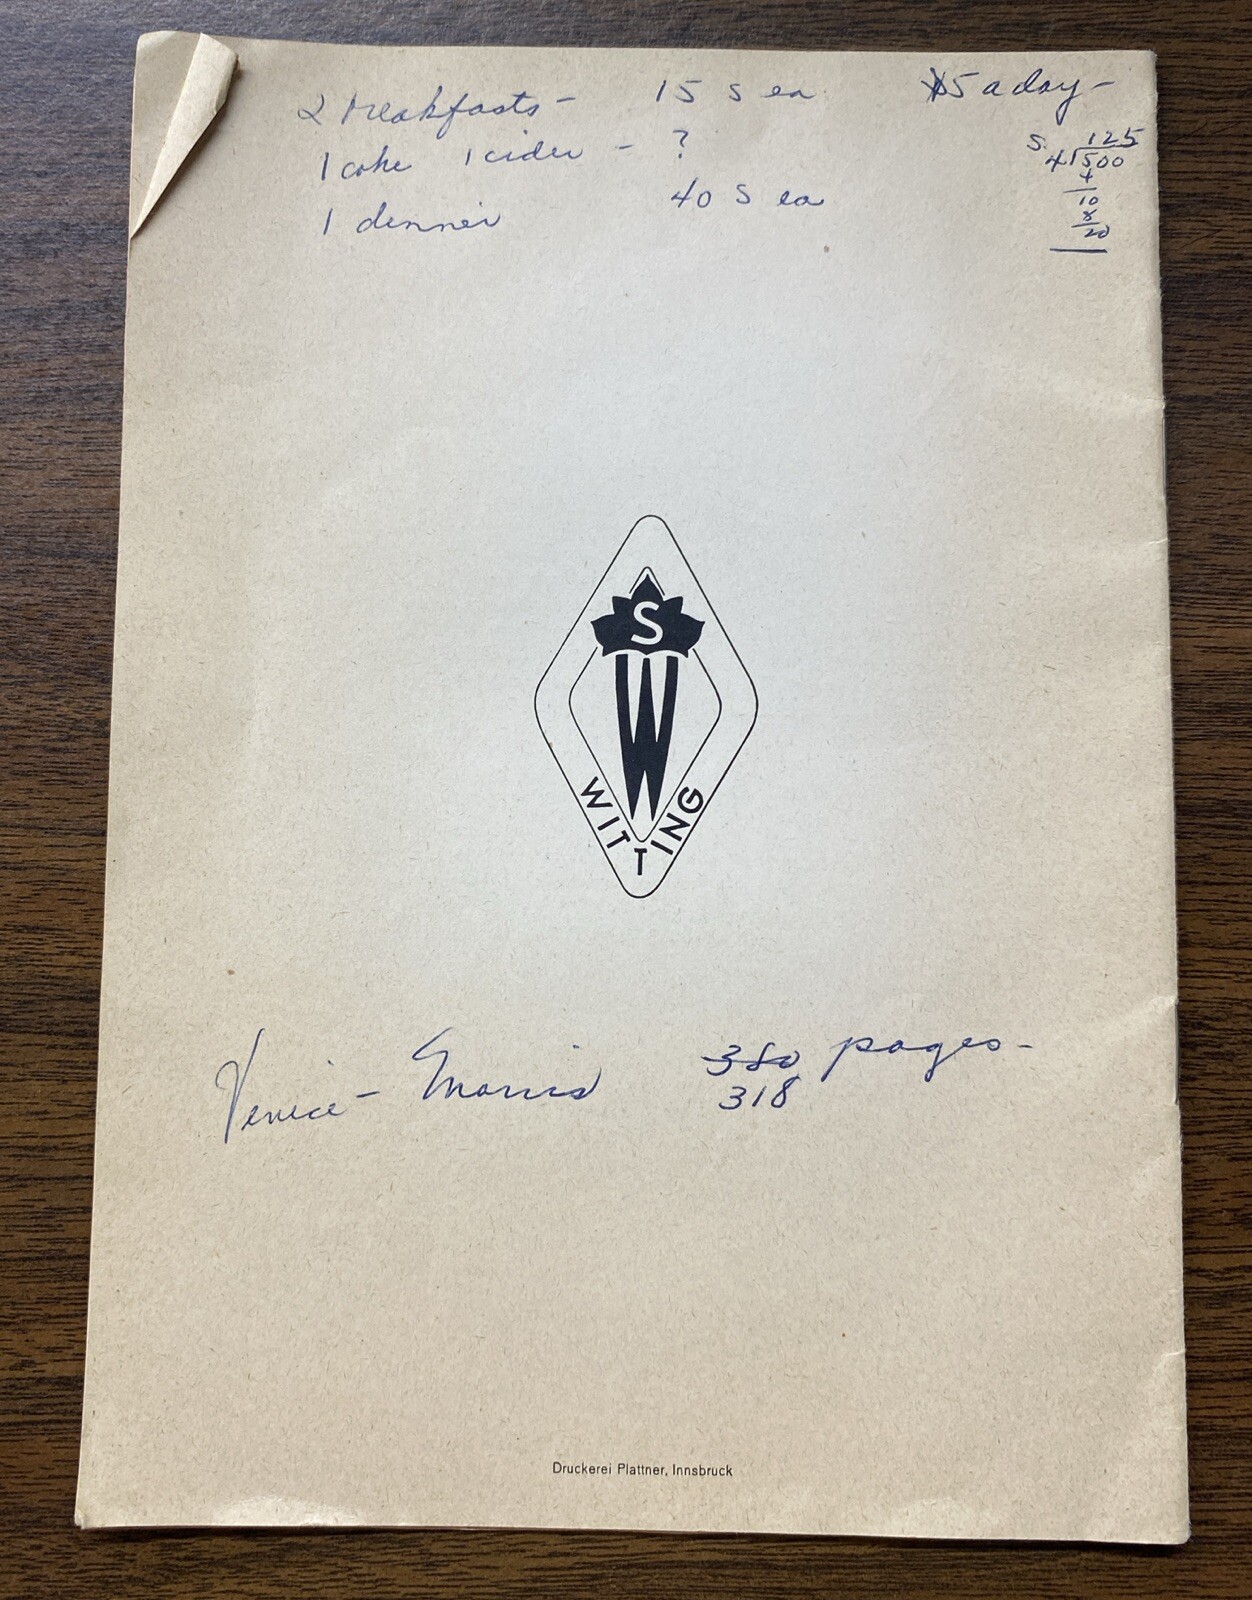 2 breakfasts – 15 S ea
1 coke 1 cider – ?
1 dinner 40 S ea
$5 a day –
S. 125
4)500
4
10
8
20
S
W
WITTING
Venice – Morris 380 pages –
318
Druckerei Plattner, Innsbruck